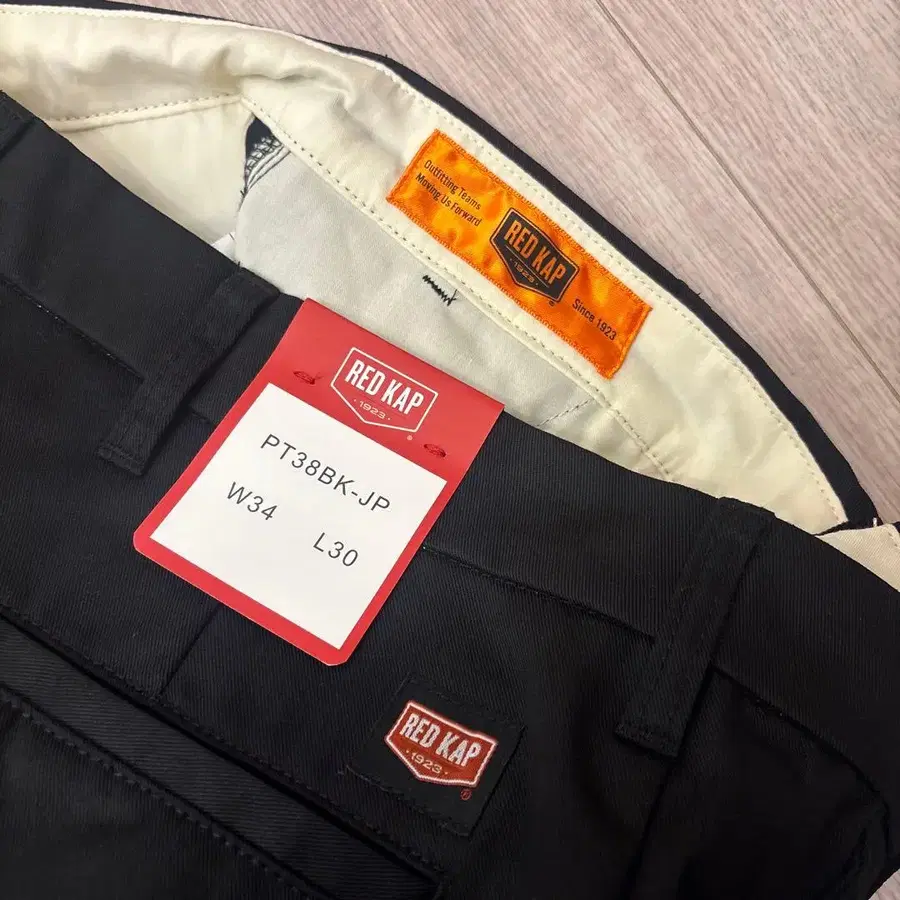 Outfitting Teams
Moving Us Forward
RED KAP
·1923·
®
Since 1923
RED KAP
·1923·
®
PT38BK-JP
W34
L30
RED KAP
·1923·
®